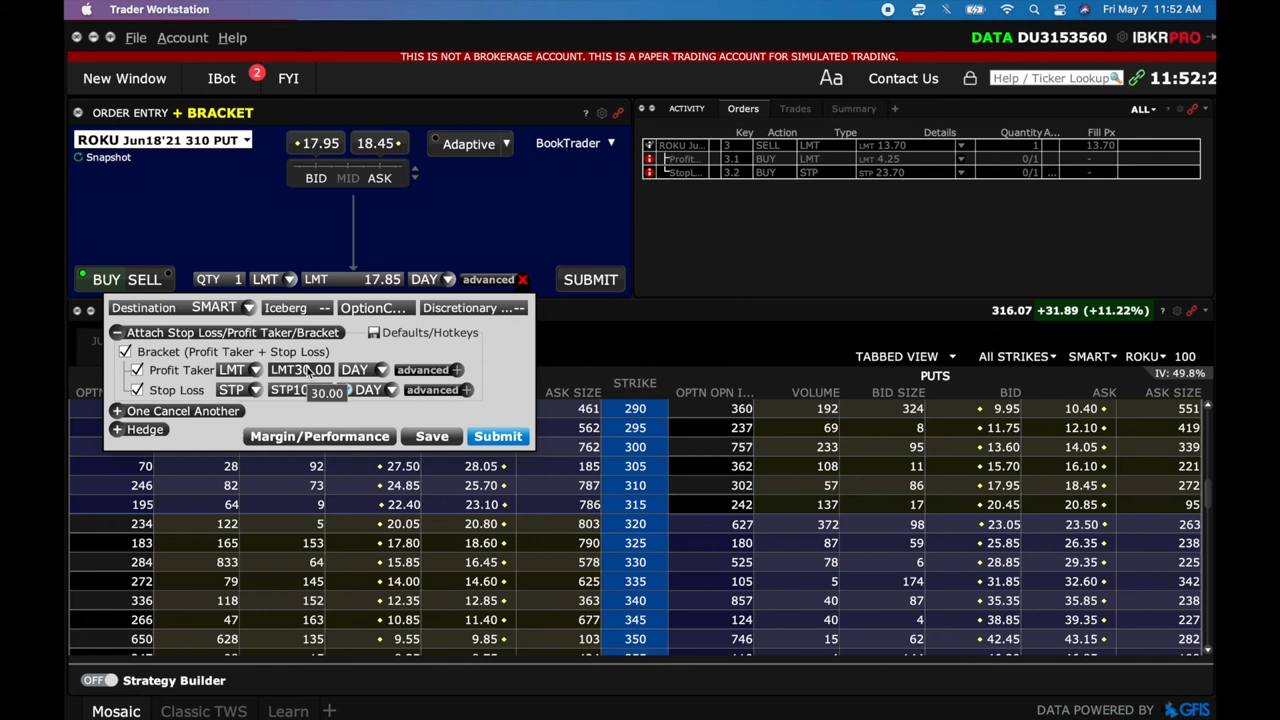 Trader Workstation Fri May 7 11:52 AM
File Account Help DATA DU3153560 IBKRPRO
THIS IS NOT A BROKERAGE ACCOUNT. THIS IS A PAPER TRADING ACCOUNT FOR SIMULATED TRADING.
New Window IBot 2 FYI Aa Contact Us Help / Ticker Lookup 11:52:2
ORDER ENTRY + BRACKET ? ACTIVITY Orders Trades Summary + ALL
ROKU Jun18'21 310 PUT 17.95 18.45 Adaptive BookTrader
Snapshot
BID MID ASK
Key Action Type Details Quantity A... Fill Px
ROKU Ju... 3 SELL LMT LMT 13.70 1 13.70
Profit... 3.1 BUY LMT LMT 4.25 0/1 -
StopL... 3.2 BUY STP STP 23.70 0/1 ... -
BUY SELL QTY 1 LMT LMT 17.85 DAY advanced SUBMIT
Destination SMART Iceberg -- OptionC... Discretionary ...--
Attach Stop Loss/Profit Taker/Bracket Defaults/Hotkeys
Bracket (Profit Taker + Stop Loss)
Profit Taker LMT LMT30.00 DAY advanced +
Stop Loss STP STP10 DAY advanced +
30.00
One Cancel Another
Hedge
Margin/Performance Save Submit
316.07 +31.89 (+11.22%) ?
TABBED VIEW All STRIKES SMART ROKU 100
PUTS IV: 49.8%
ASK SIZE STRIKE OPTN OPN I... VOLUME BID SIZE BID ASK ASK SIZE
461 290 360 192 324 9.95 10.40 551
562 295 237 69 8 11.75 12.10 419
762 300 757 233 95 13.60 14.05 339
70 28 92 27.50 28.05 185 305 362 108 11 15.70 16.10 221
246 82 73 24.85 25.70 787 310 302 57 86 17.95 18.45 242
195 64 9 22.40 23.10 786 315 242 137 17 20.45 20.85 95
234 122 5 20.05 20.80 803 320 627 372 98 23.05 23.50 263
183 165 153 17.80 18.60 790 325 180 87 59 25.85 26.35 238
284 833 64 15.85 16.45 578 330 525 78 6 28.85 29.35 225
272 79 145 14.00 14.60 625 335 105 5 174 31.85 32.60 342
336 118 152 12.35 12.85 363 340 857 40 87 35.35 35.85 238
266 47 163 10.85 11.40 677 345 124 40 4 38.75 39.40 238
650 628 135 9.55 9.85 103 350 746 15 62 42.45 43.15 282
OFF Strategy Builder
Mosaic Classic TWS Learn + DATA POWERED BY GFIS